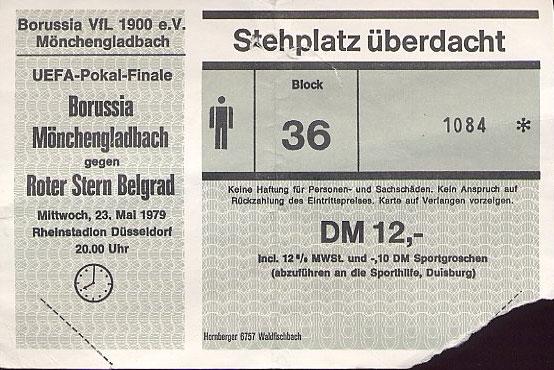 Borussia VfL 1900 e.V.
Mönchengladbach
UEFA-Pokal-Finale
Borussia
Mönchengladbach
gegen
Roter Stern Belgrad
Mittwoch, 23. Mai 1979
Rheinstadion Düsseldorf
20.00 Uhr
Stehplatz überdacht
Block
36
1084 *
Keine Haftung für Personen- und Sachschäden. Kein Anspruch auf
Rückzahlung des Eintrittspreises. Karte auf Verlangen vorzeigen.
DM 12,-
incl. 12 % MWSt. und -,10 DM Sportgroschen
(abzuführen an die Sporthilfe, Duisburg)
Hornberger 6757 Waldfischbach